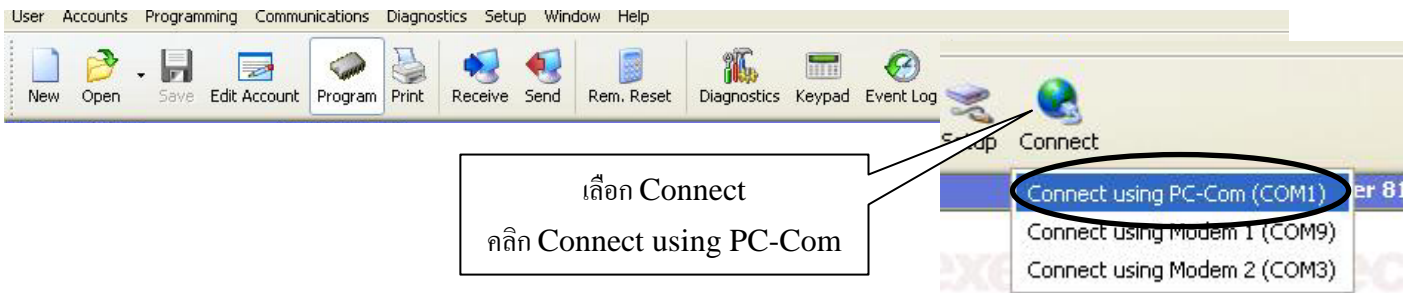 User Accounts Programming Communications Diagnostics Setup Window Help
New Open Save Edit Account Program Print Receive Send Rem. Reset Diagnostics Keypad Event Log
Setup Connect
เลือก Connect
คลิก Connect using PC-Com
Connect using PC-Com (COM1)
er 81
Connect using Modem 1 (COM9)
Connect using Modem 2 (COM3)